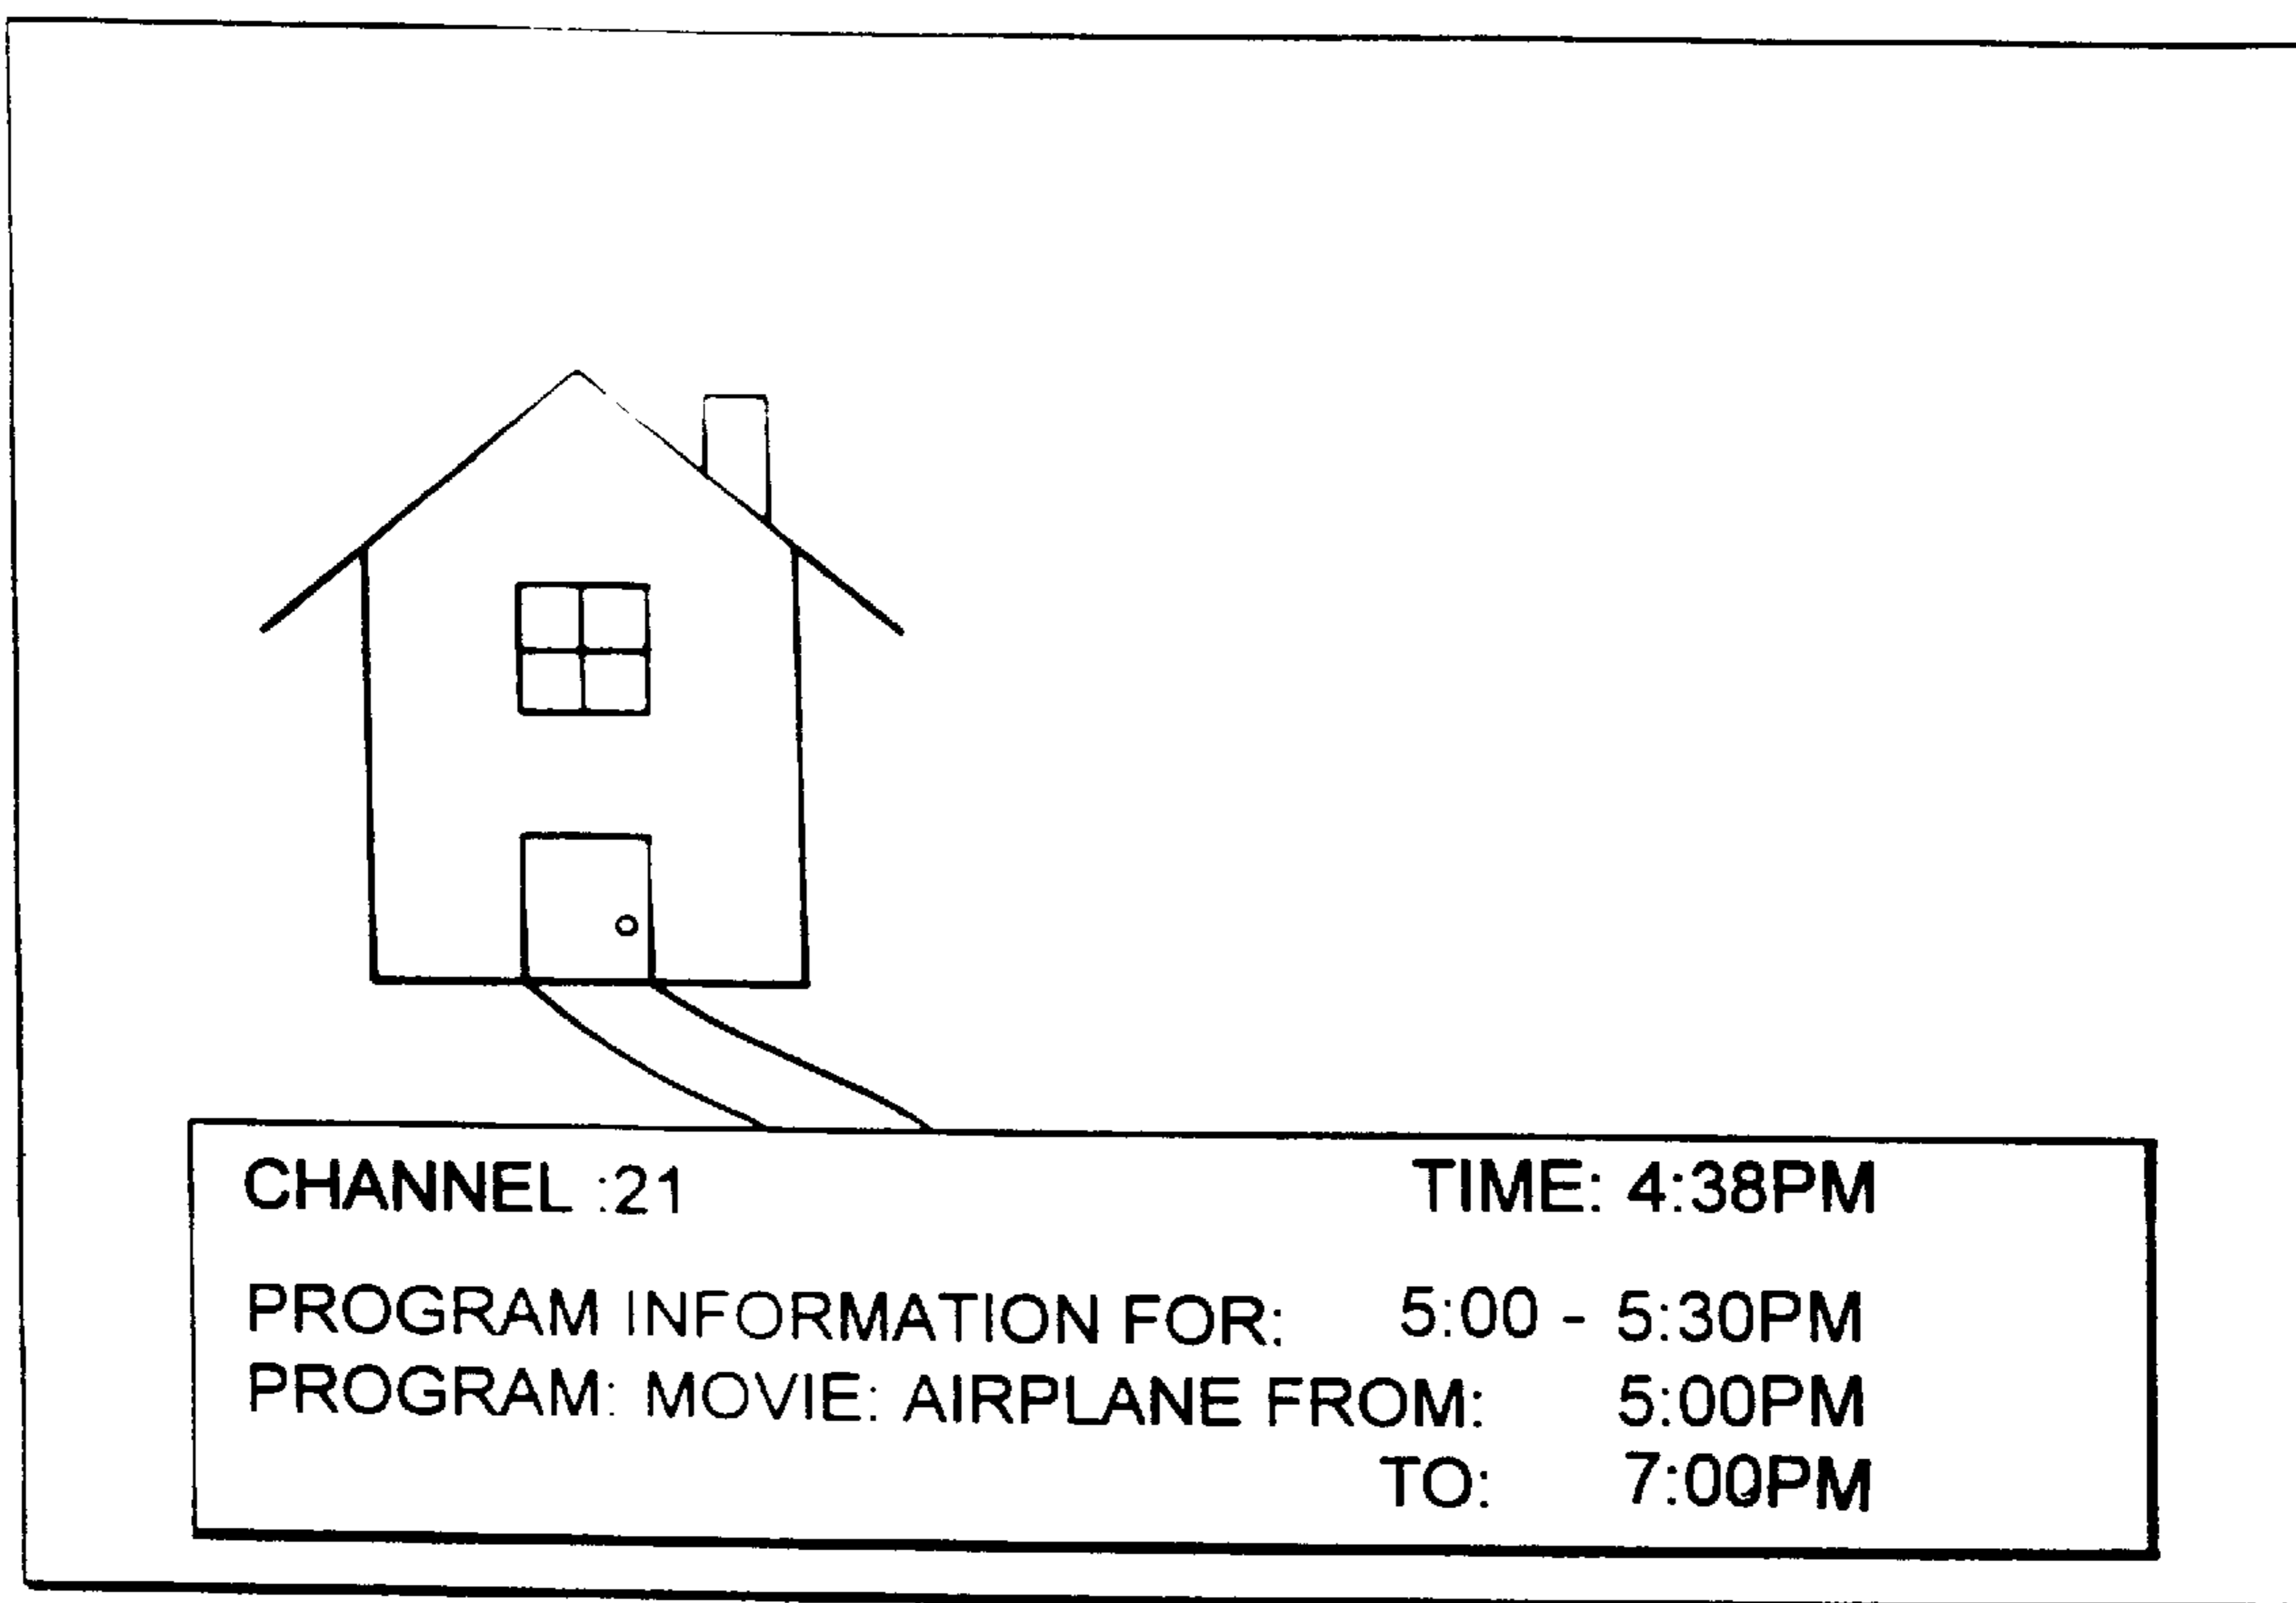 CHANNEL :21 TIME: 4:38PM
PROGRAM INFORMATION FOR: 5:00 - 5:30PM
PROGRAM: MOVIE: AIRPLANE FROM: 5:00PM
TO: 7:00PM